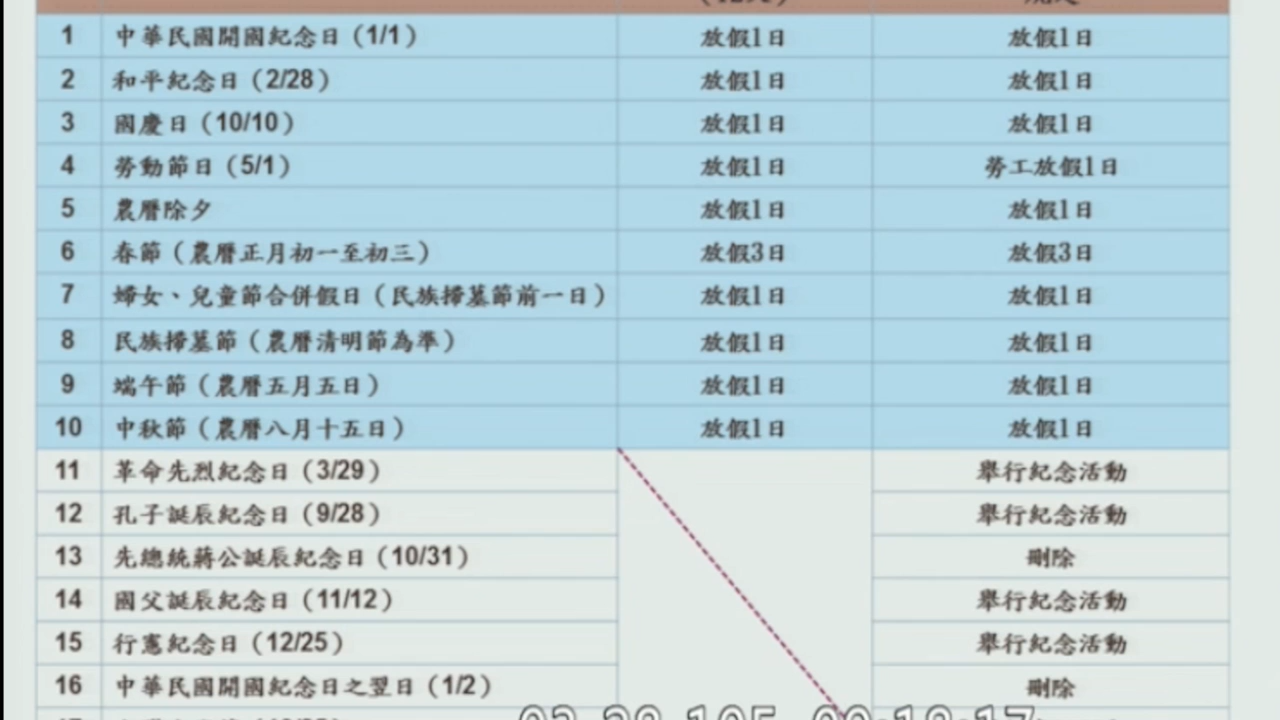 1 中華民國開國紀念日（1/1） 放假1日 放假1日
2 和平紀念日（2/28） 放假1日 放假1日
3 國慶日（10/10） 放假1日 放假1日
4 勞動節日（5/1） 放假1日 勞工放假1日
5 農曆除夕 放假1日 放假1日
6 春節（農曆正月初一至初三） 放假3日 放假3日
7 婦女、兒童節合併假日（民族掃墓節前一日） 放假1日 放假1日
8 民族掃墓節（農曆清明節為準） 放假1日 放假1日
9 端午節（農曆五月五日） 放假1日 放假1日
10 中秋節（農曆八月十五日） 放假1日 放假1日
11 革命先烈紀念日（3/29） 舉行紀念活動
12 孔子誕辰紀念日（9/28） 舉行紀念活動
13 先總統蔣公誕辰紀念日（10/31） 刪除
14 國父誕辰紀念日（11/12） 舉行紀念活動
15 行憲紀念日（12/25） 舉行紀念活動
16 中華民國開國紀念日之翌日（1/2） 刪除